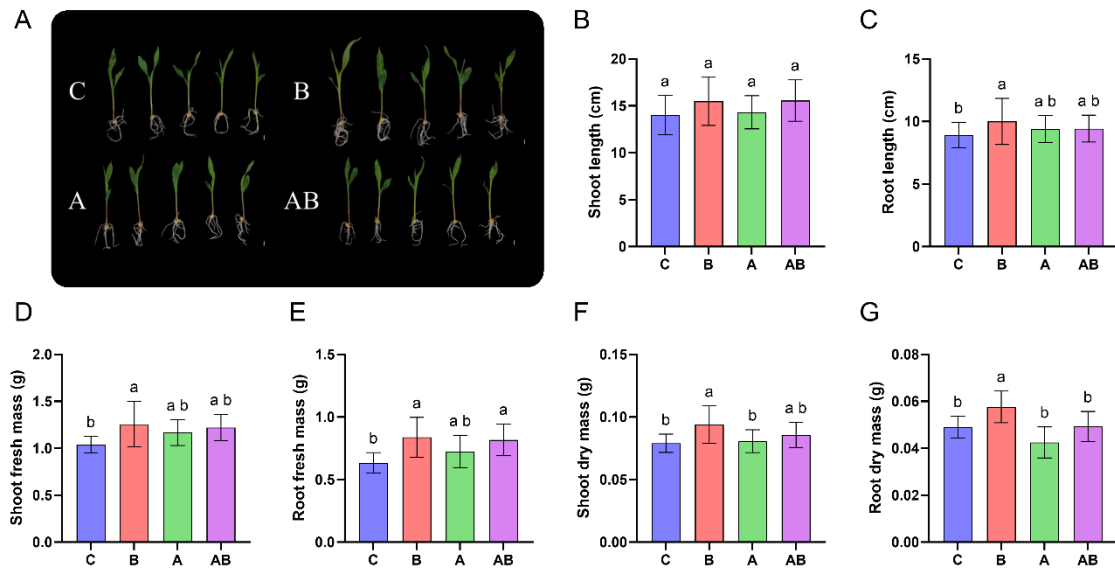 A
C
B
A
AB
B
Shoot length (cm)
20
15
10
5
0
a
a
a
a
C
B
A
AB
C
Root length (cm)
15
10
5
0
b
a
a b
a b
C
B
A
AB
D
Shoot fresh mass (g)
2.0
1.5
1.0
0.5
0.0
b
a
a b
a b
C
B
A
AB
E
Root fresh mass (g)
1.5
1.0
0.5
0.0
b
a
a b
a
C
B
A
AB
F
Shoot dry mass (g)
0.15
0.10
0.05
0.00
b
a
b
a b
C
B
A
AB
G
Root dry mass (g)
0.08
0.06
0.04
0.02
0.00
b
a
b
b
C
B
A
AB